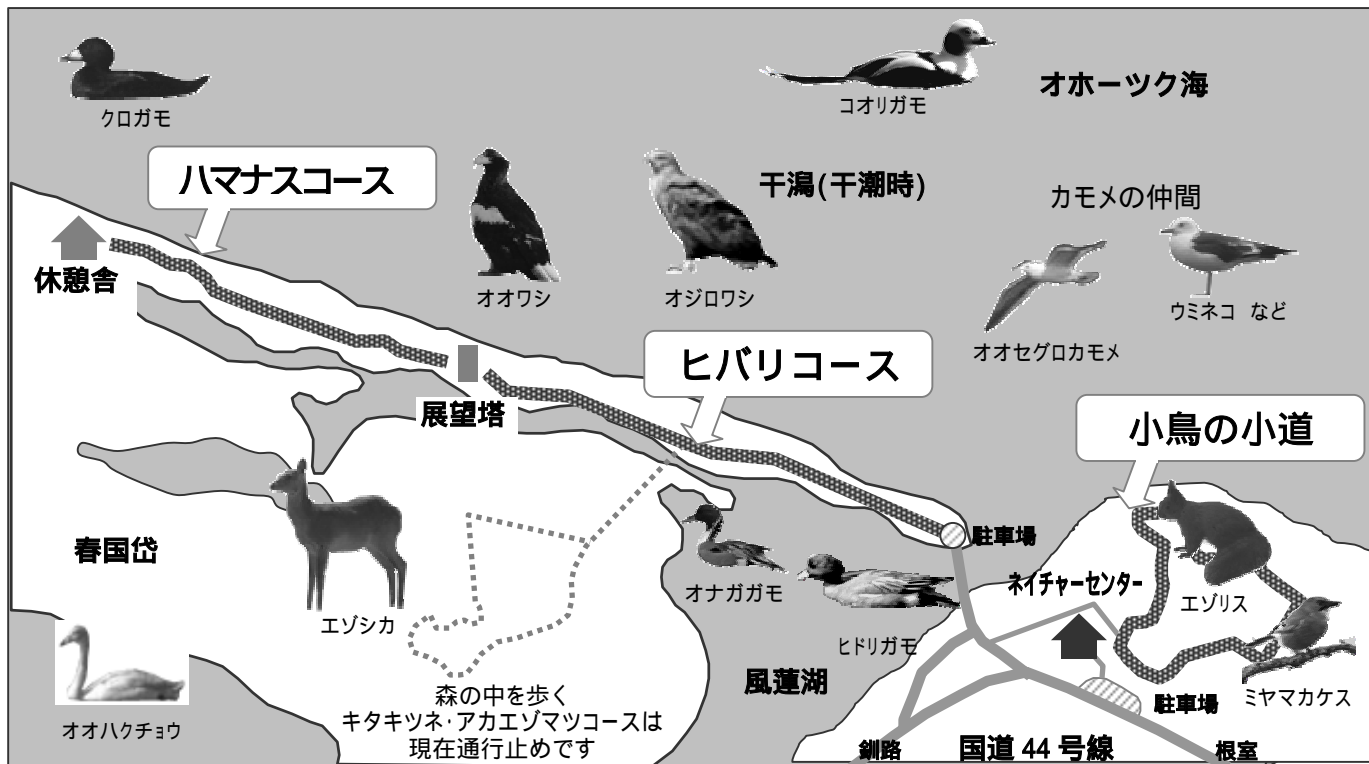 クロガモ
コオリガモ
オホーツク海
ハマナスコース
干潟(干潮時)
カモメの仲間
休憩舎
オオワシ
オジロワシ
ウミネコ など
オオセグロカモメ
ヒバリコース
展望塔
小鳥の小道
春国岱
駐車場
ネイチャーセンター
オナガガモ
エゾリス
エゾシカ
ヒドリガモ
風蓮湖
オオハクチョウ
森の中を歩く
キタキツネ・アカエゾマツコースは
現在通行止めです
駐車場
ミヤマカケス
釧路
国道 44 号線
根室